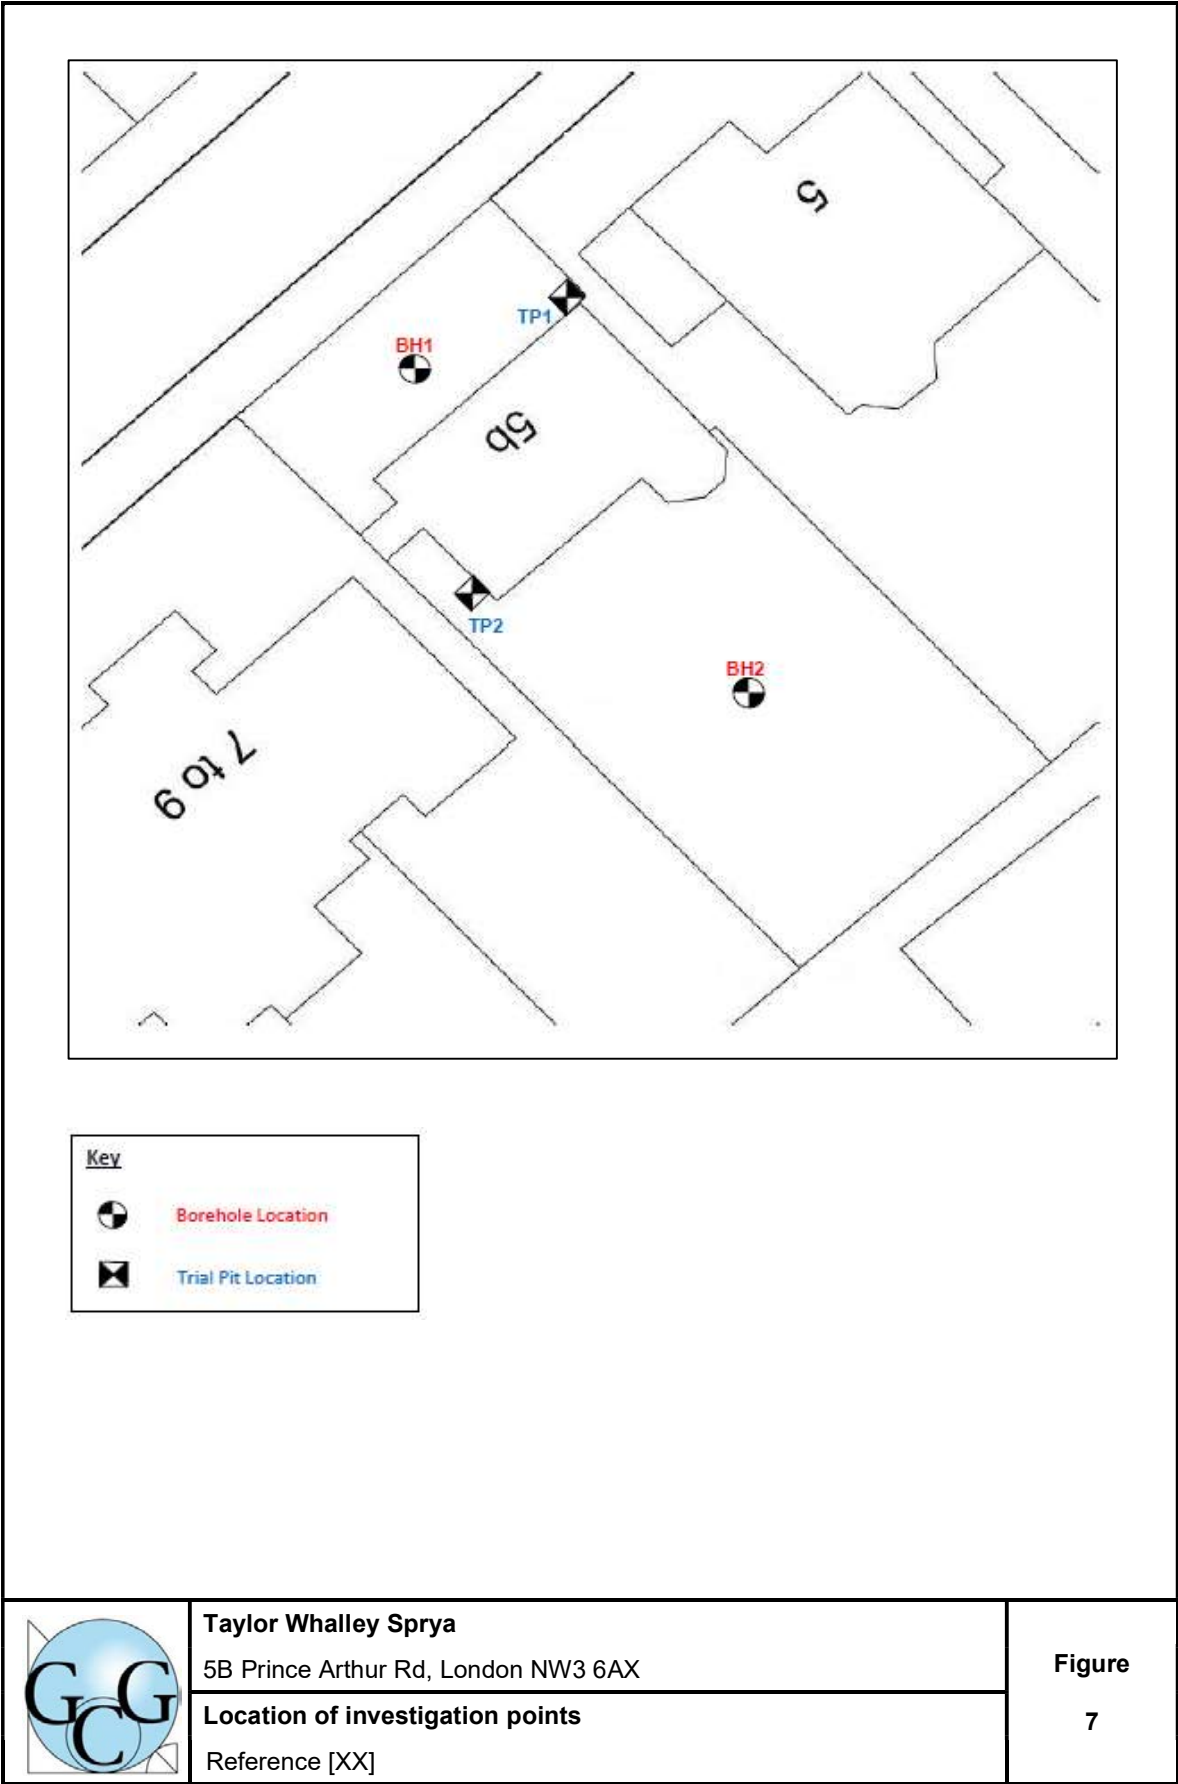 5
TP1
BH1
5b
TP2
BH2
7 to 9
Key
Borehole Location
Trial Pit Location
GCG
Taylor Whalley Sprya
5B Prince Arthur Rd, London NW3 6AX
Location of investigation points
Reference [XX]
Figure
7